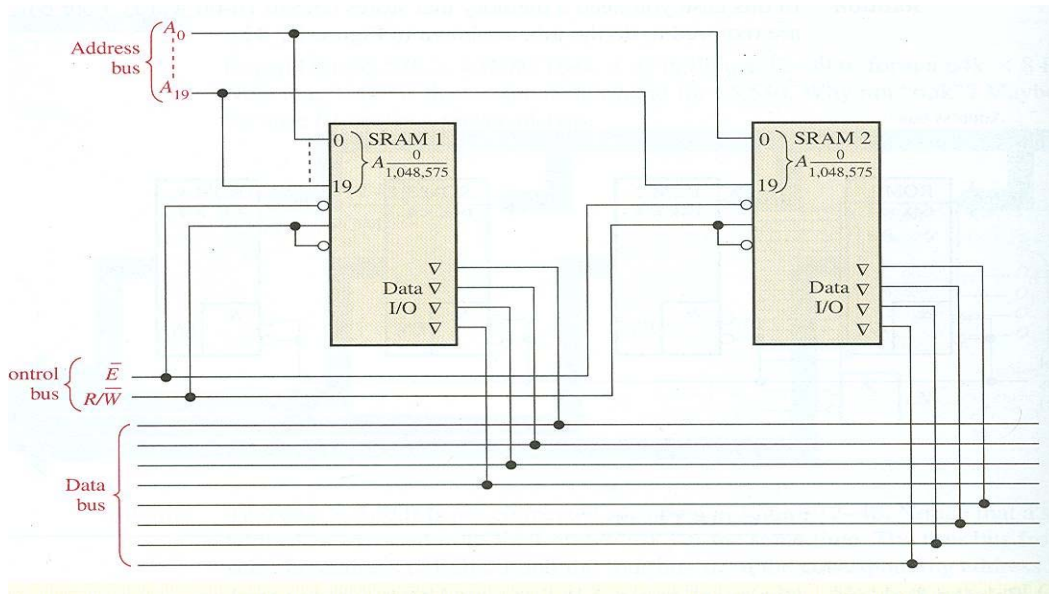 Address
bus
A0
A19
0
19
SRAM 1
A 0
1,048,575
Data
I/O
0
19
SRAM 2
A 0
1,048,575
Data
I/O
ontrol
bus
E̅
R/W̅
Data
bus